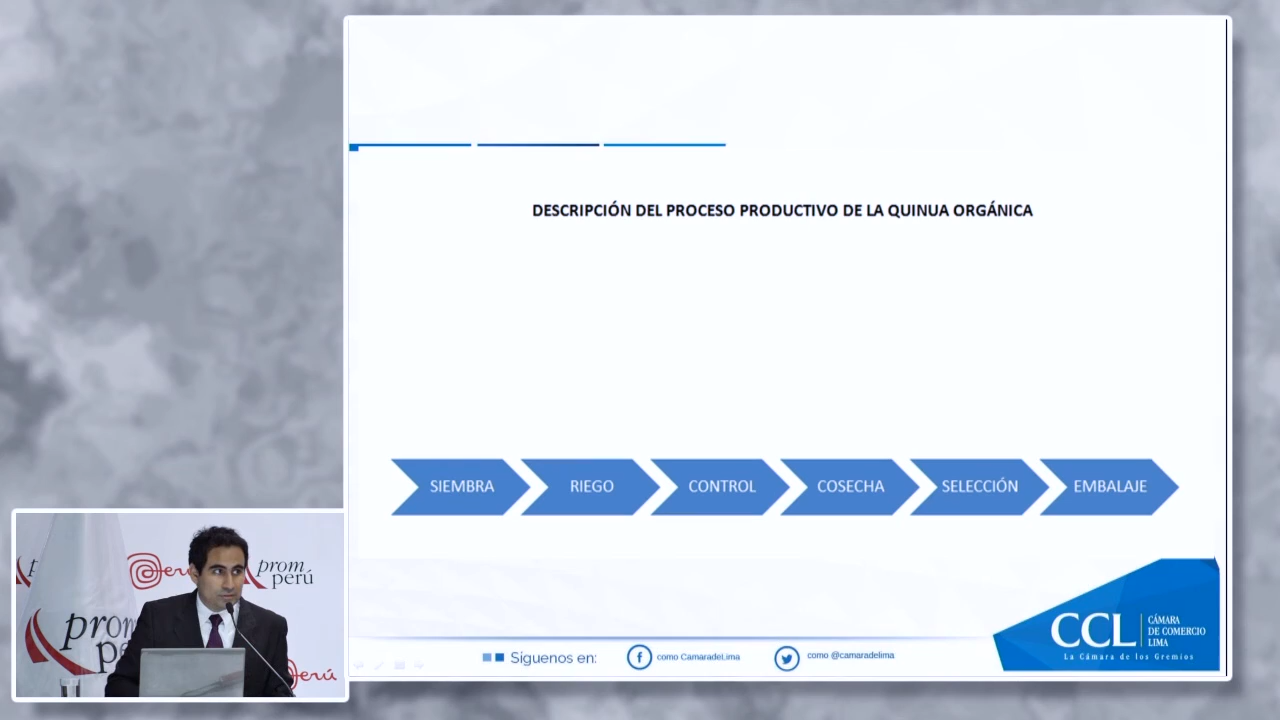 DESCRIPCIÓN DEL PROCESO PRODUCTIVO DE LA QUINUA ORGÁNICA
SIEMBRA
RIEGO
CONTROL
COSECHA
SELECCIÓN
EMBALAJE
CCL
CÁMARA
DE COMERCIO
LIMA
La Cámara de los Gremios
Síguenos en:
como CamaradeLima
como @camaradelima
prom
perú